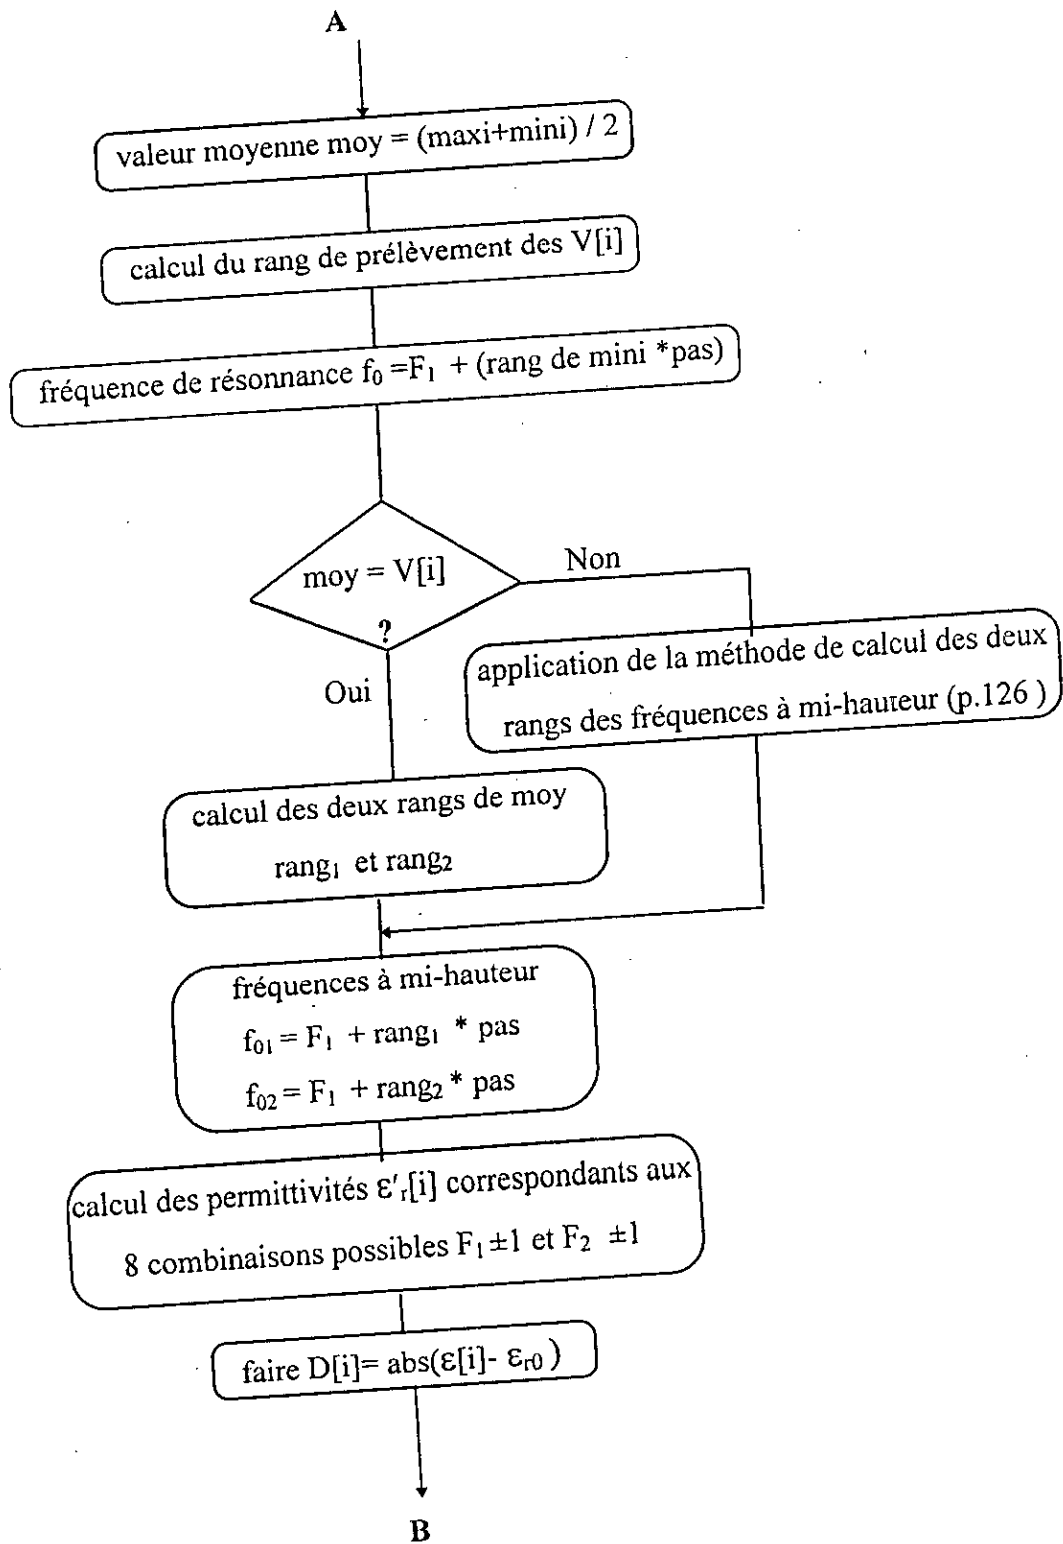 A
valeur moyenne moy = (maxi+mini) / 2
calcul du rang de prélèvement des V[i]
fréquence de résonnance f₀ =F₁ + (rang de mini *pas)
moy = V[i]
?
Non
Oui
application de la méthode de calcul des deux
rangs des fréquences à mi-hauteur (p.126 )
calcul des deux rangs de moy
rang₁ et rang₂
fréquences à mi-hauteur
f₀₁ = F₁ + rang₁ * pas
f₀₂ = F₁ + rang₂ * pas
calcul des permittivités ε'ᵣ[i] correspondants aux
8 combinaisons possibles F₁ ±1 et F₂ ±1
faire D[i]= abs(ε[i]- εᵣ₀ )
B